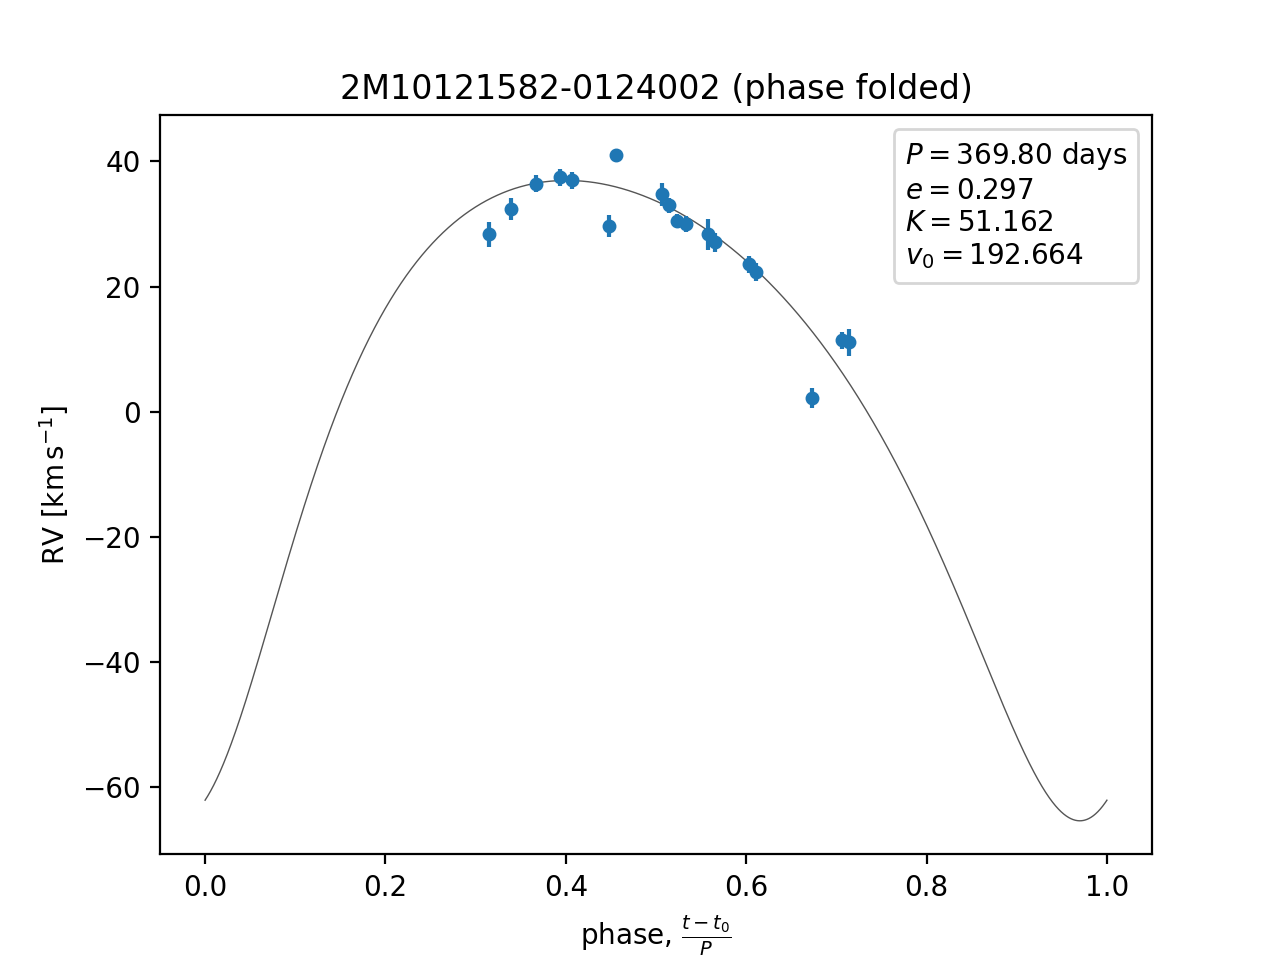 2M10121582-0124002 (phase folded)
P = 369.80 days
e = 0.297
K = 51.162
v₀ = 192.664
40
20
0
−20
−40
−60
RV [km s⁻¹]
0.0 0.2 0.4 0.6 0.8 1.0
phase, (t − t₀)/P